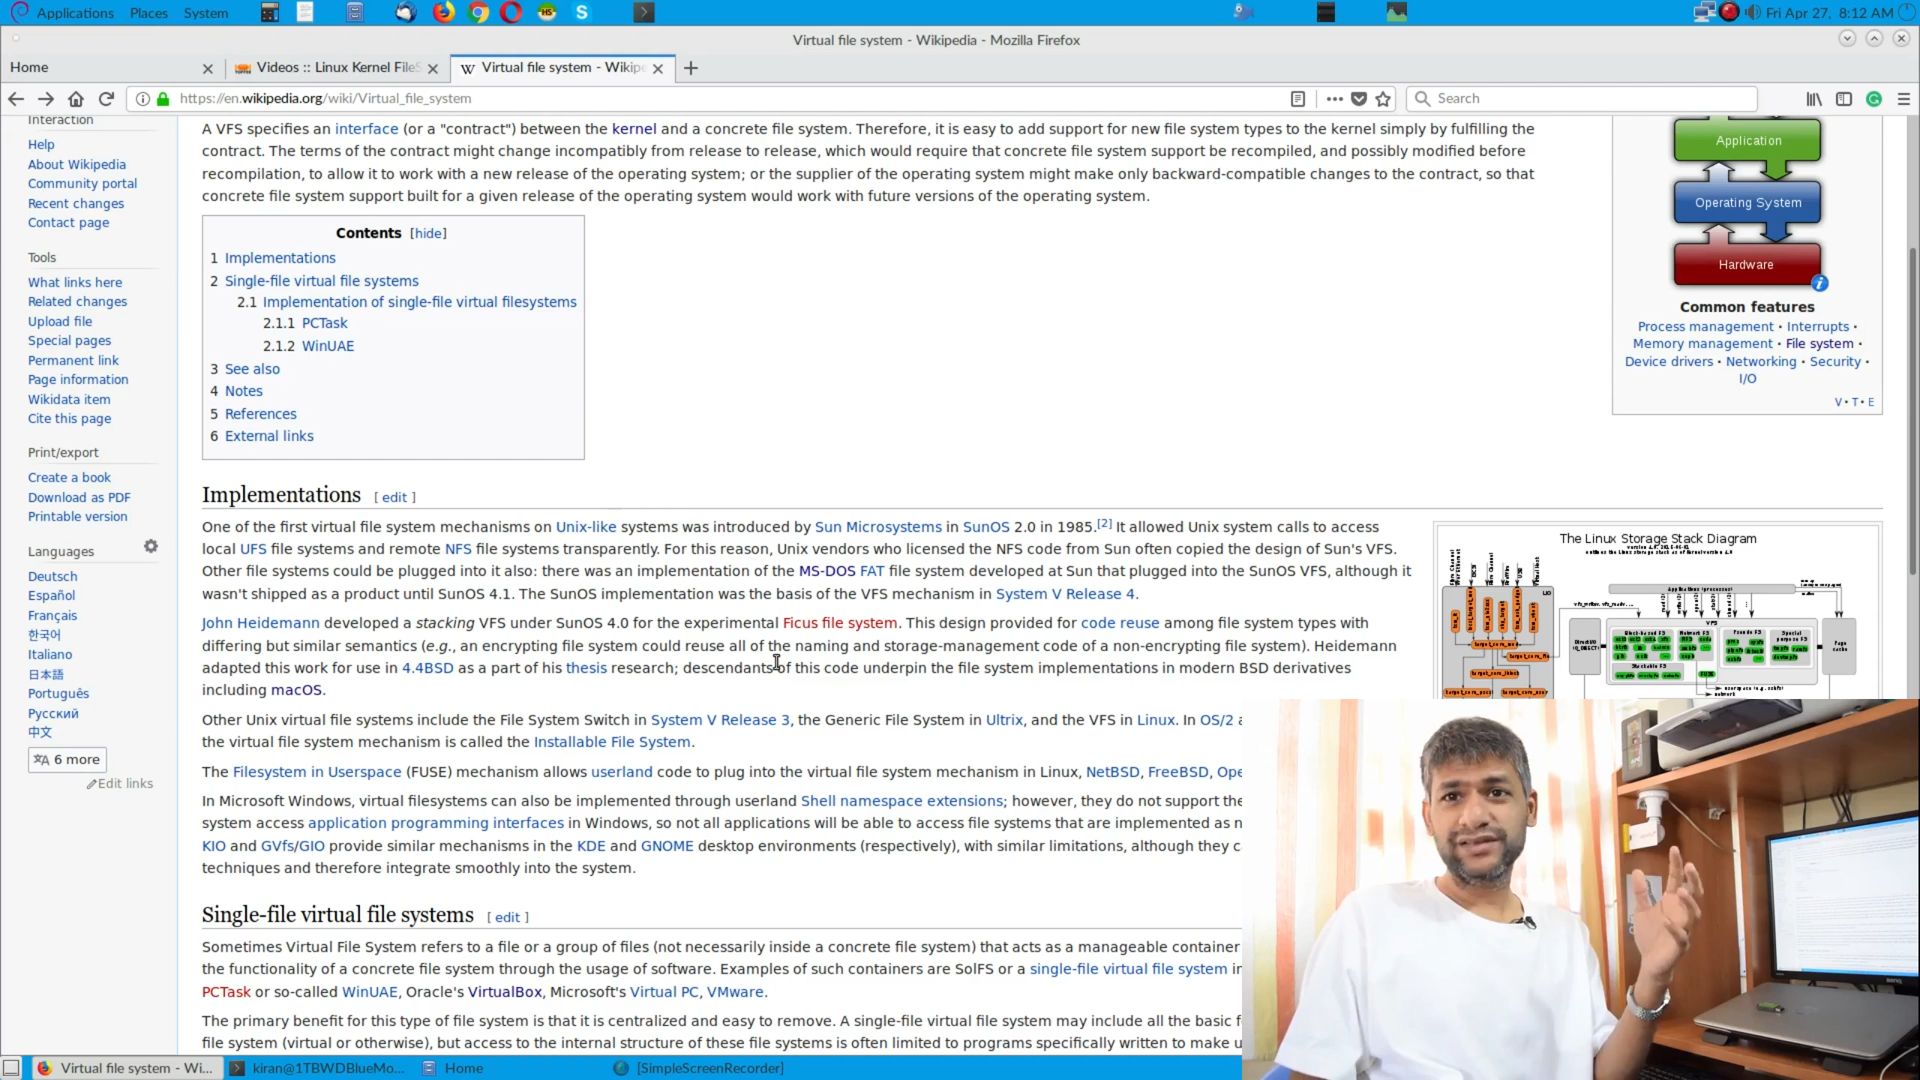 Applications Places System
Fri Apr 27, 8:12 AM
Virtual file system - Wikipedia - Mozilla Firefox
Home
Videos :: Linux Kernel FileS
W Virtual file system - Wikipe
https://en.wikipedia.org/wiki/Virtual_file_system
Search
Interaction
Help
About Wikipedia
Community portal
Recent changes
Contact page
Tools
What links here
Related changes
Upload file
Special pages
Permanent link
Page information
Wikidata item
Cite this page
Print/export
Create a book
Download as PDF
Printable version
Languages
Deutsch
Español
Français
한국어
Italiano
日本語
Português
Русский
中文
6 more
Edit links
A VFS specifies an interface (or a "contract") between the kernel and a concrete file system. Therefore, it is easy to add support for new file system types to the kernel simply by fulfilling the
contract. The terms of the contract might change incompatibly from release to release, which would require that concrete file system support be recompiled, and possibly modified before
recompilation, to allow it to work with a new release of the operating system; or the supplier of the operating system might make only backward-compatible changes to the contract, so that
concrete file system support built for a given release of the operating system would work with future versions of the operating system.
Contents [hide]
1 Implementations
2 Single-file virtual file systems
2.1 Implementation of single-file virtual filesystems
2.1.1 PCTask
2.1.2 WinUAE
3 See also
4 Notes
5 References
6 External links
Application
Operating System
Hardware
Common features
Process management · Interrupts ·
Memory management · File system ·
Device drivers · Networking · Security ·
I/O
V · T · E
Implementations [ edit ]
One of the first virtual file system mechanisms on Unix-like systems was introduced by Sun Microsystems in SunOS 2.0 in 1985.[2] It allowed Unix system calls to access
local UFS file systems and remote NFS file systems transparently. For this reason, Unix vendors who licensed the NFS code from Sun often copied the design of Sun's VFS.
Other file systems could be plugged into it also: there was an implementation of the MS-DOS FAT file system developed at Sun that plugged into the SunOS VFS, although it
wasn't shipped as a product until SunOS 4.1. The SunOS implementation was the basis of the VFS mechanism in System V Release 4.
John Heidemann developed a stacking VFS under SunOS 4.0 for the experimental Ficus file system. This design provided for code reuse among file system types with
differing but similar semantics (e.g., an encrypting file system could reuse all of the naming and storage-management code of a non-encrypting file system). Heidemann
adapted this work for use in 4.4BSD as a part of his thesis research; descendants of this code underpin the file system implementations in modern BSD derivatives
including macOS.
Other Unix virtual file systems include the File System Switch in System V Release 3, the Generic File System in Ultrix, and the VFS in Linux. In OS/2 a
the virtual file system mechanism is called the Installable File System.
The Filesystem in Userspace (FUSE) mechanism allows userland code to plug into the virtual file system mechanism in Linux, NetBSD, FreeBSD, Ope
In Microsoft Windows, virtual filesystems can also be implemented through userland Shell namespace extensions; however, they do not support the
system access application programming interfaces in Windows, so not all applications will be able to access file systems that are implemented as n
KIO and GVfs/GIO provide similar mechanisms in the KDE and GNOME desktop environments (respectively), with similar limitations, although they c
techniques and therefore integrate smoothly into the system.
The Linux Storage Stack Diagram
Applications (processes)
VFS
Single-file virtual file systems [ edit ]
Sometimes Virtual File System refers to a file or a group of files (not necessarily inside a concrete file system) that acts as a manageable container
the functionality of a concrete file system through the usage of software. Examples of such containers are SolFS or a single-file virtual file system in
PCTask or so-called WinUAE, Oracle's VirtualBox, Microsoft's Virtual PC, VMware.
The primary benefit for this type of file system is that it is centralized and easy to remove. A single-file virtual file system may include all the basic f
file system (virtual or otherwise), but access to the internal structure of these file systems is often limited to programs specifically written to make u
Virtual file system - Wi...
kiran@1TBWDBlueMo...
Home
[SimpleScreenRecorder]